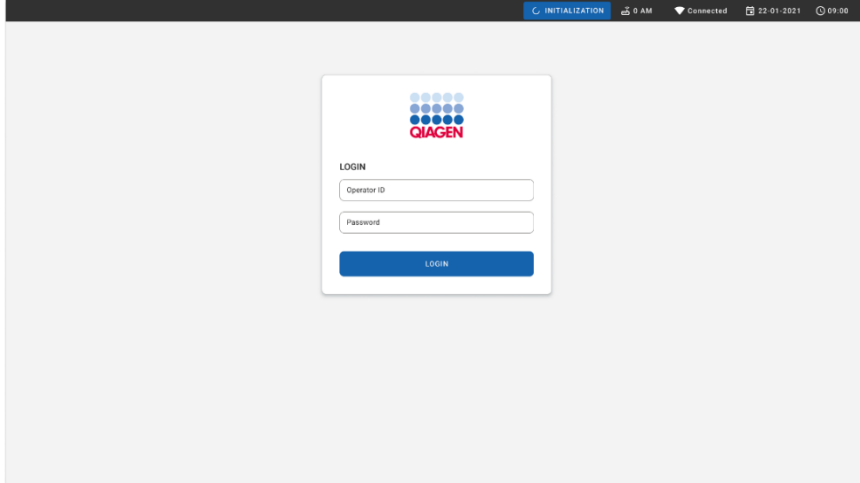 INITIALIZATION 0 AM Connected 22-01-2021 09:00
QIAGEN
LOGIN
Operator ID
Password
LOGIN